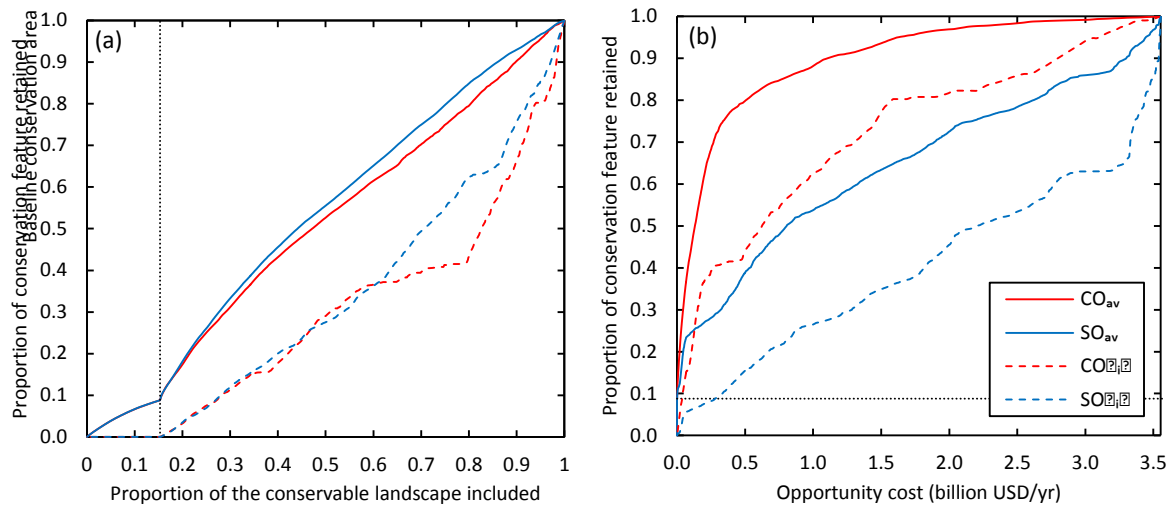 (a)
Proportion of conservation feature retained
Baseline conservation area
1.0
0.9
0.8
0.7
0.6
0.5
0.4
0.3
0.2
0.1
0.0
0 0.1 0.2 0.3 0.4 0.5 0.6 0.7 0.8 0.9 1
Proportion of the conservable landscape included
(b)
Proportion of conservation feature retained
1.0
0.9
0.8
0.7
0.6
0.5
0.4
0.3
0.2
0.1
0.0
0.0 0.5 1.0 1.5 2.0 2.5 3.0 3.5
Opportunity cost (billion USD/yr)
COav
SOav
CO⍰i⍰
SO⍰i⍰